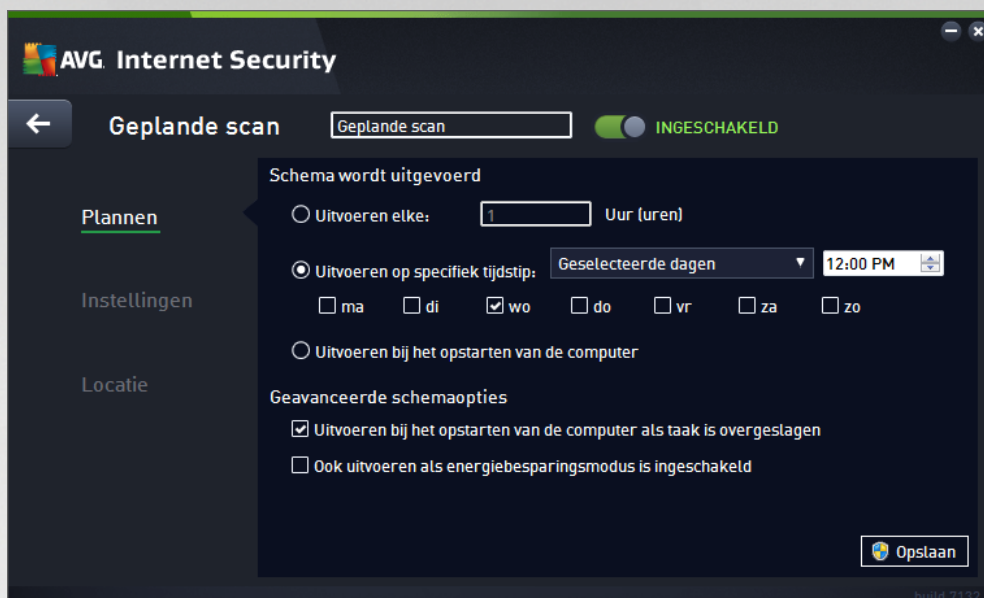 AVG. Internet Security
Geplande scan Geplande scan INGESCHAKELD
Schema wordt uitgevoerd
Plannen
Uitvoeren elke: 1 Uur (uren)
Uitvoeren op specifiek tijdstip: Geselecteerde dagen 12:00 PM
Instellingen
ma di wo do vr za zo
Uitvoeren bij het opstarten van de computer
Locatie
Geavanceerde schemaopties
Uitvoeren bij het opstarten van de computer als taak is overgeslagen
Ook uitvoeren als energiebesparingsmodus is ingeschakeld
Opslaan
build 7132